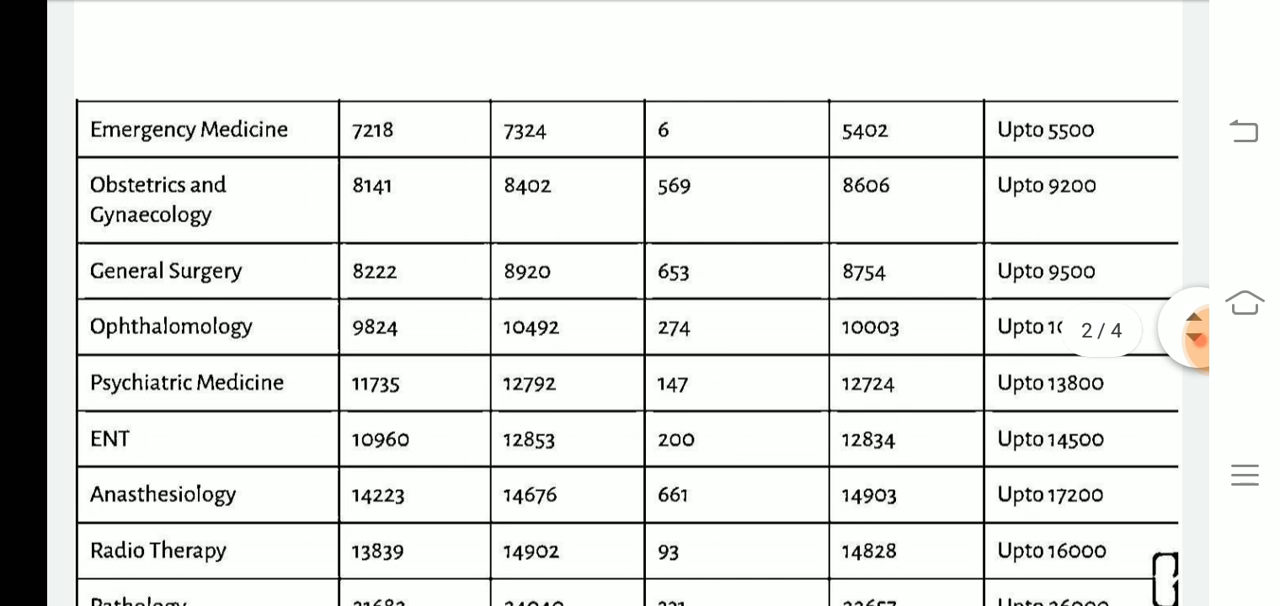 Emergency Medicine 7218 7324 6 5402 Upto 5500
Obstetrics and 8141 8402 569 8606 Upto 9200
Gynaecology
General Surgery 8222 8920 653 8754 Upto 9500
Ophthalomology 9824 10492 274 10003 Upto
2 / 4
Psychiatric Medicine 11735 12792 147 12724 Upto 13800
ENT 10960 12853 200 12834 Upto 14500
Anasthesiology 14223 14676 661 14903 Upto 17200
Radio Therapy 13839 14902 93 14828 Upto 16000